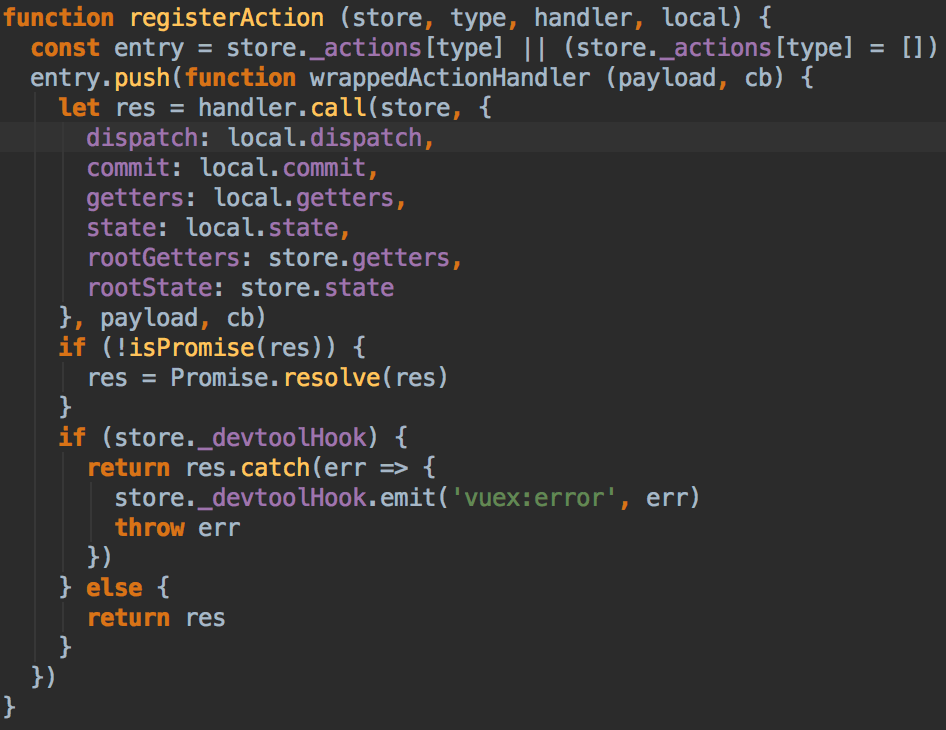 function registerAction (store, type, handler, local) {
  const entry = store._actions[type] || (store._actions[type] = [])
  entry.push(function wrappedActionHandler (payload, cb) {
    let res = handler.call(store, {
      dispatch: local.dispatch,
      commit: local.commit,
      getters: local.getters,
      state: local.state,
      rootGetters: store.getters,
      rootState: store.state
    }, payload, cb)
    if (!isPromise(res)) {
      res = Promise.resolve(res)
    }
    if (store._devtoolHook) {
      return res.catch(err => {
        store._devtoolHook.emit('vuex:error', err)
        throw err
      })
    } else {
      return res
    }
  })
}